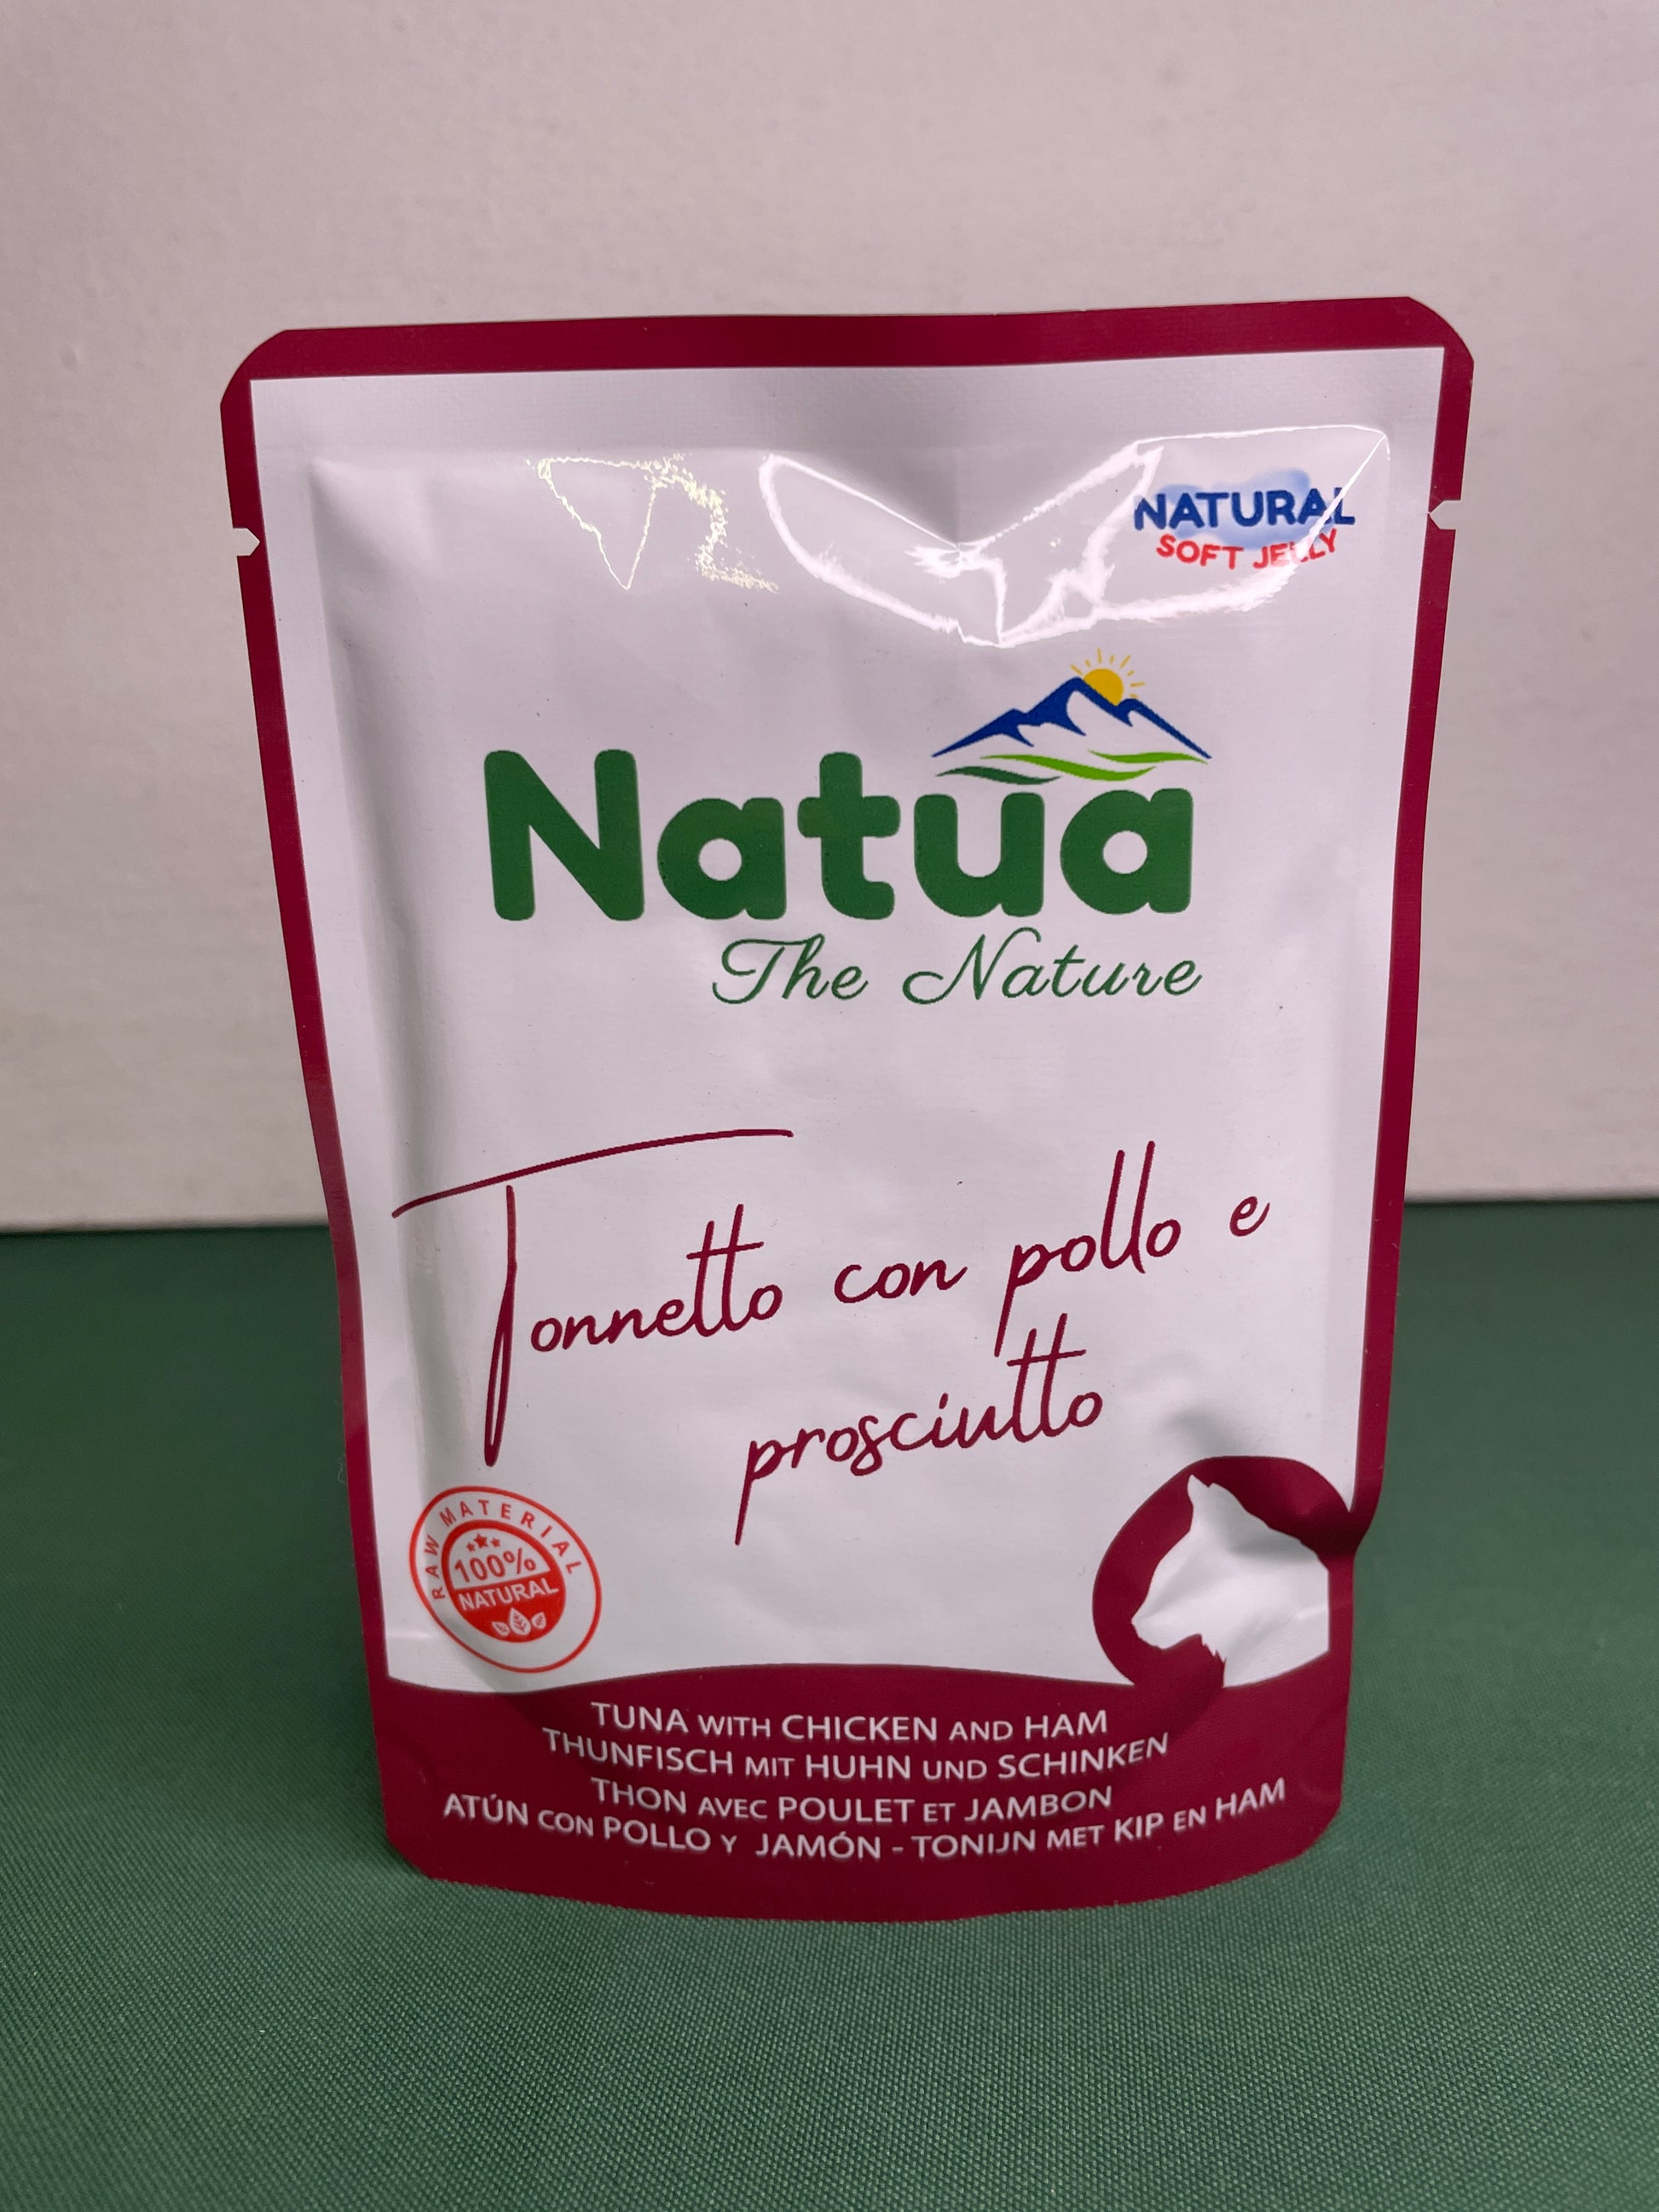 NATURAL
SOFT JELLY
Natua
The Nature
Tonnetto con pollo e
prosciutto
RAW MATERIAL
100%
NATURAL
TUNA WITH CHICKEN AND HAM
THUNFISCH MIT HUHN UND SCHINKEN
THON AVEC POULET ET JAMBON
ATÚN CON POLLO Y JAMÓN - TONIJN MET KIP EN HAM